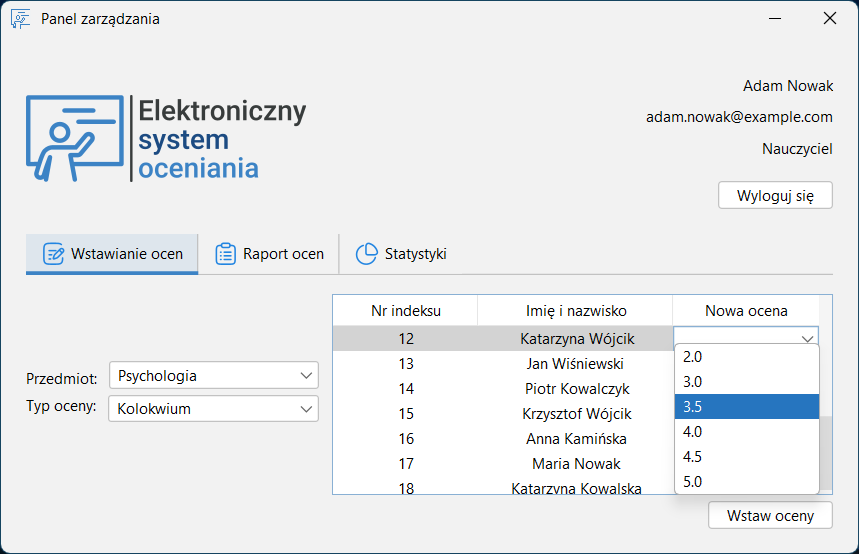 Panel zarządzania
Adam Nowak
adam.nowak@example.com
Nauczyciel
Wyloguj się
Elektroniczny
system
oceniania
Wstawianie ocen
Raport ocen
Statystyki
Przedmiot: Psychologia
Typ oceny: Kolokwium
Nr indeksu Imię i nazwisko Nowa ocena
12 Katarzyna Wójcik
13 Jan Wiśniewski
14 Piotr Kowalczyk
15 Krzysztof Wójcik
16 Anna Kamińska
17 Maria Nowak
18 Katarzyna Kowalska
2.0
3.0
3.5
4.0
4.5
5.0
Wstaw oceny